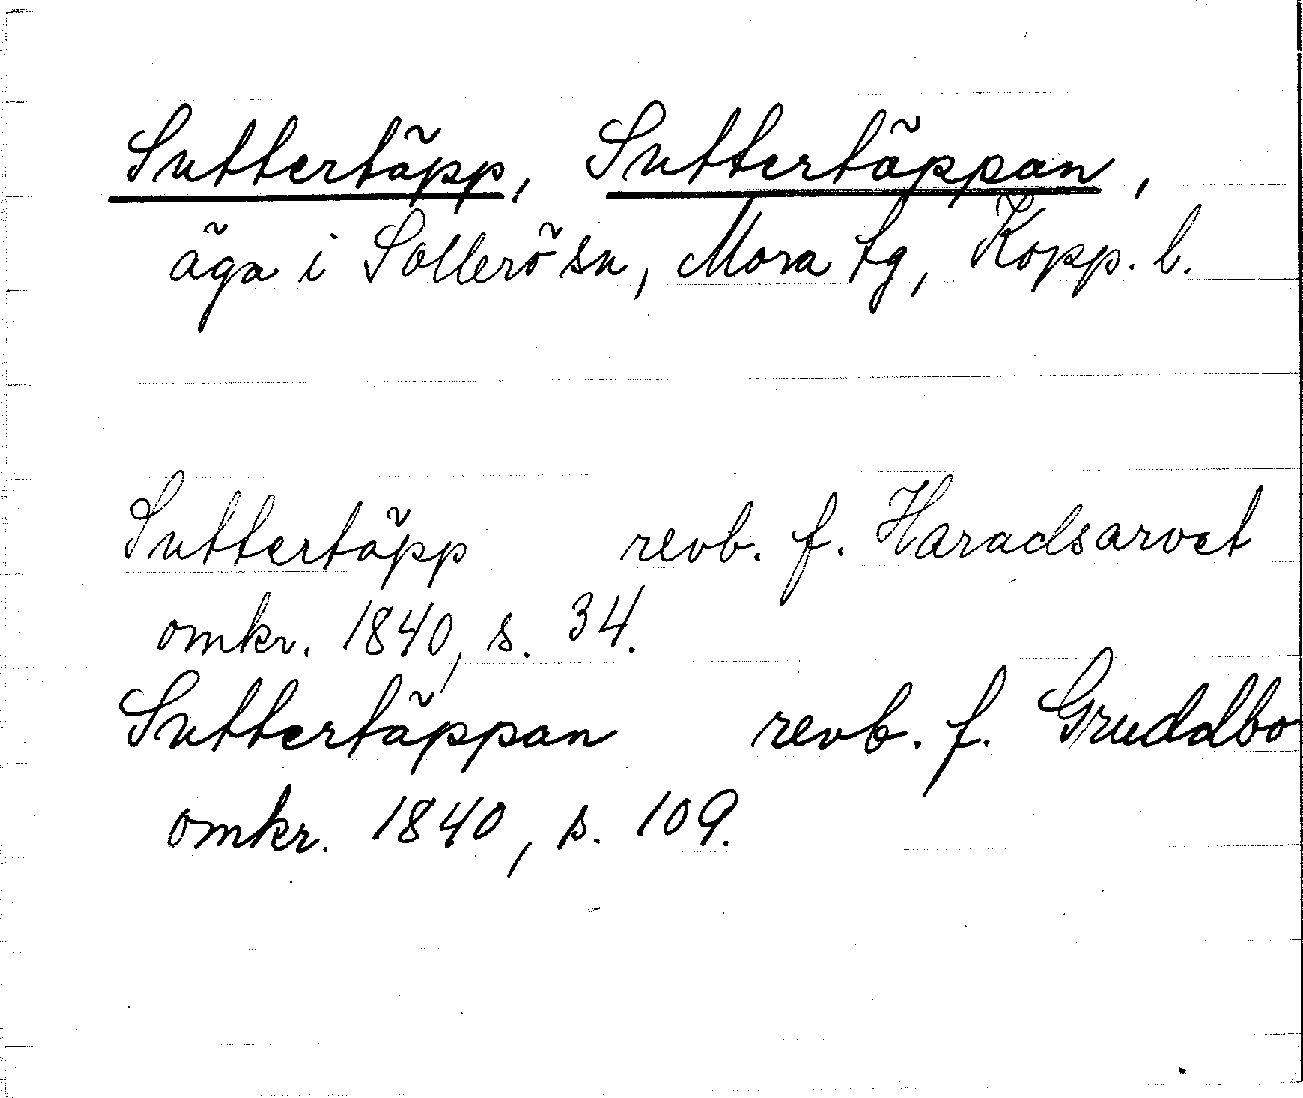 Suttertäpp, Suttertäppan,
äga i Sollerö sn, Mora tg, Kopp. l.
Suttertäpp revb. f. Haradsarvet
omkr. 1840, s. 34.
Suttertäppan revb. f. Gruddbo
omkr. 1840, s. 109.